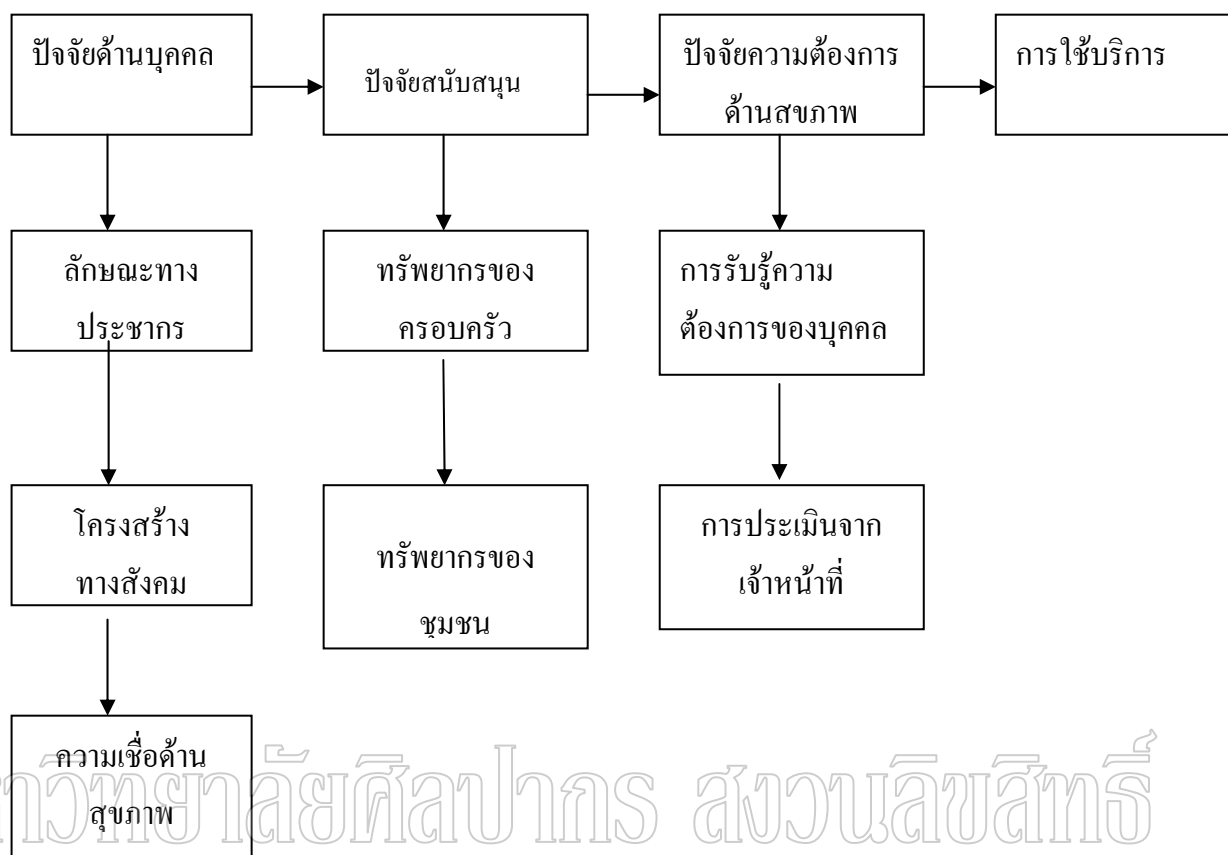 ปัจจัยด้านบุคคล
ปัจจัยสนับสนุน
ปัจจัยความต้องการ
ด้านสขภาพ
การใช้บริการ
ลักษณะทาง
ประชากร
ทรัพยากรของ
ครอบครัว
การรับรู้ความ
ต้องการของบุคคล
โครงสร้าง
ทางสังคม
ทรัพยากรของ
ชุมชน
การประเมินจาก
เจ้าหน้าที่
ความเชื่อด้าน
สุขภาพ
าวิทยาลัยศิลปากร สงวนลิขสิทธิ์